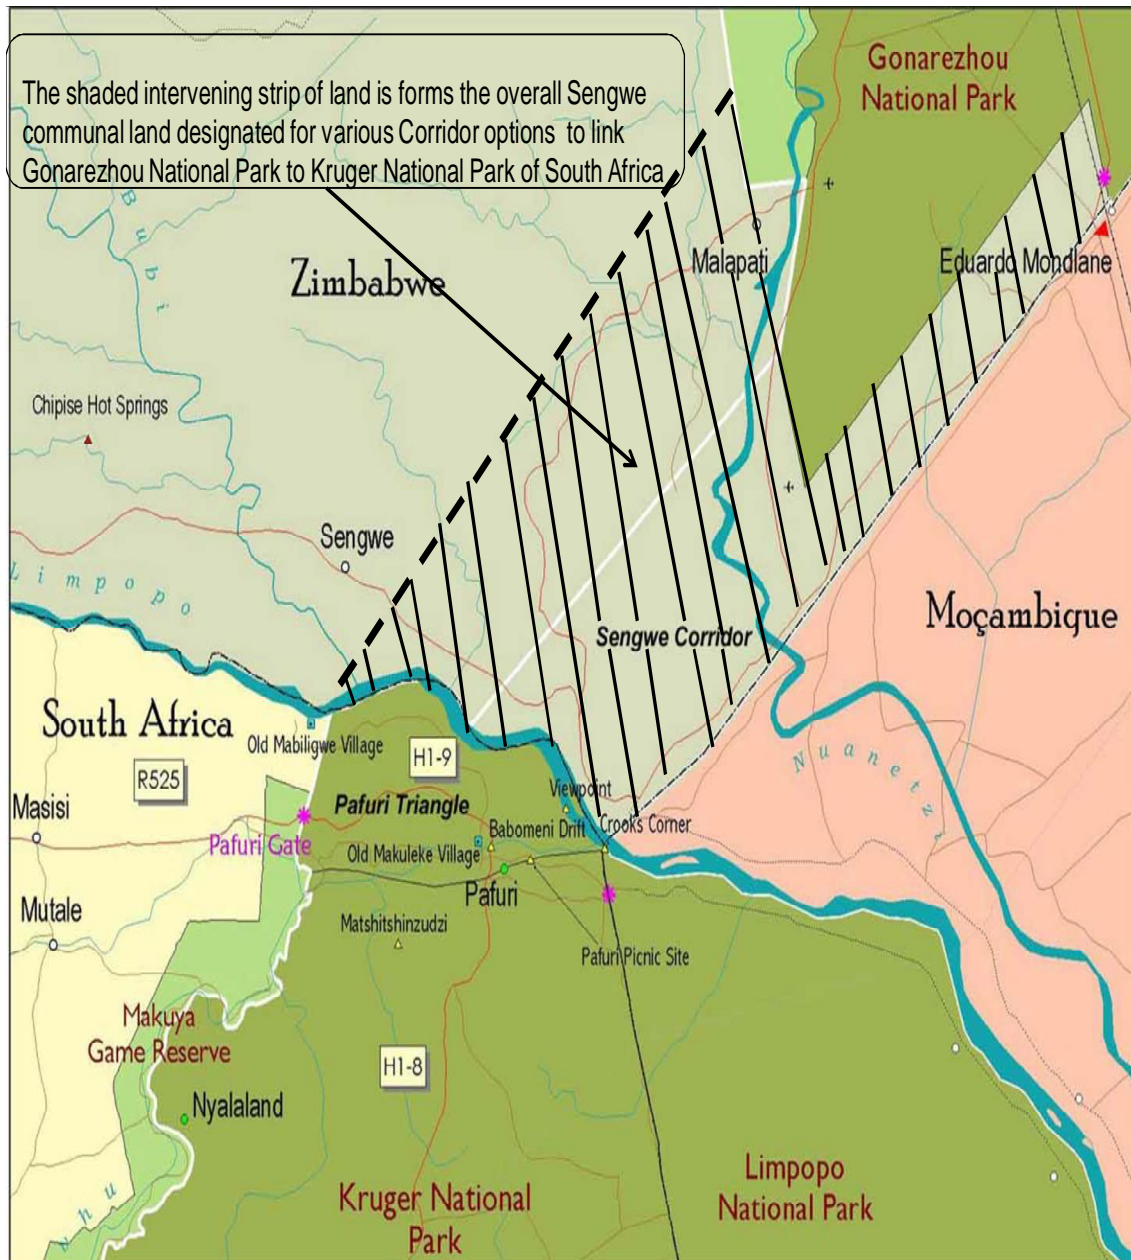 The shaded intervening strip of land is forms the overall Sengwe
communal land designated for various Corridor options to link
Gonarezhou National Park to Kruger National Park of South Africa
Gonarezhou
National Park
Bubi
Zimbabwe
Malapati
Eduardo Mondlane
Chipise Hot Springs
Sengwe
Limpopo
Sengwe Corridor
Moçambique
South Africa
Old Mabiligwe Village
H1-9
R525
Nuanetzi
Viewpoint
Masisi
Pafuri Triangle
Babomeni Drift
Crooks Corner
Pafuri Gate
Old Makuleke Village
Pafuri
Mutale
Matshitshinzudzi
Pafuri Picnic Site
Makuya
Game Reserve
H1-8
Nyalaland
Limpopo
National Park
Kruger National
Park